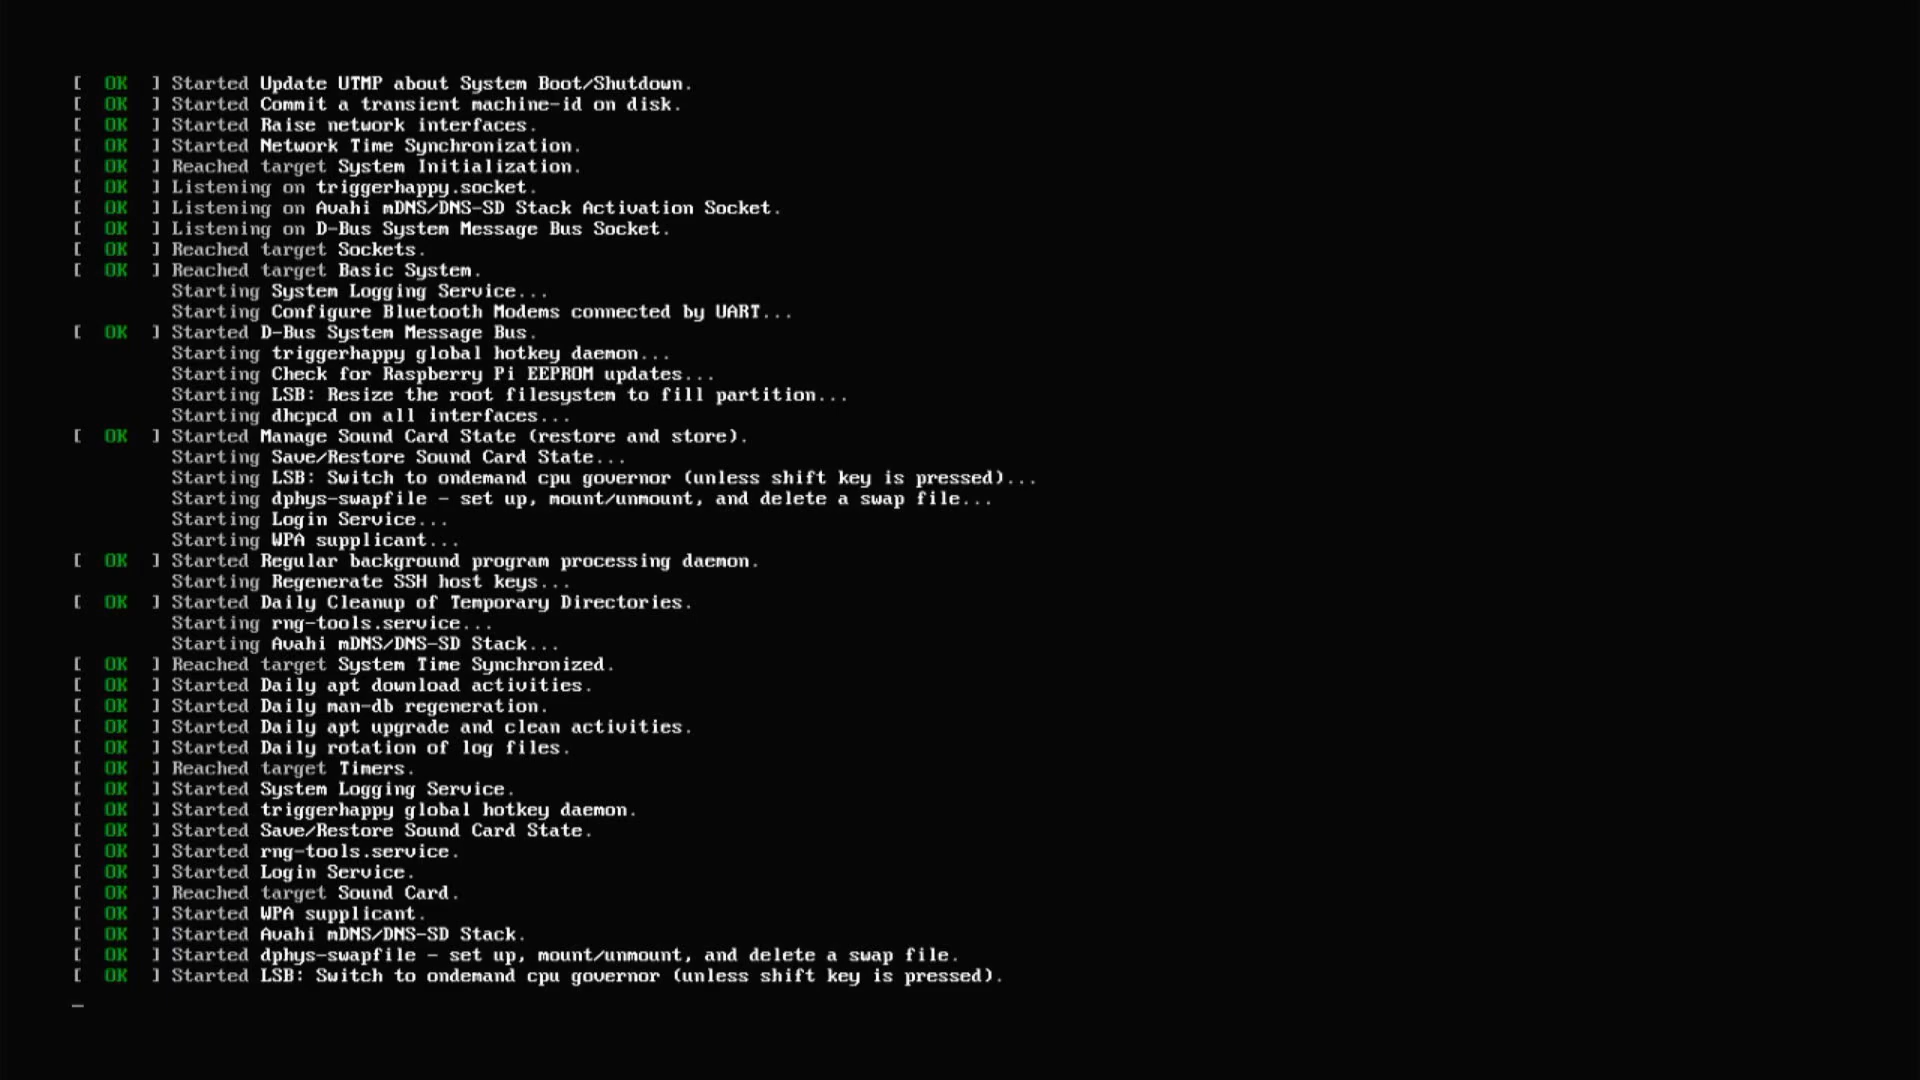 [  OK  ] Started Update UTMP about System Boot/Shutdown.
[  OK  ] Started Commit a transient machine-id on disk.
[  OK  ] Started Raise network interfaces.
[  OK  ] Started Network Time Synchronization.
[  OK  ] Reached target System Initialization.
[  OK  ] Listening on triggerhappy.socket.
[  OK  ] Listening on Avahi mDNS/DNS-SD Stack Activation Socket.
[  OK  ] Listening on D-Bus System Message Bus Socket.
[  OK  ] Reached target Sockets.
[  OK  ] Reached target Basic System.
         Starting System Logging Service...
         Starting Configure Bluetooth Modems connected by UART...
[  OK  ] Started D-Bus System Message Bus.
         Starting triggerhappy global hotkey daemon...
         Starting Check for Raspberry Pi EEPROM updates...
         Starting LSB: Resize the root filesystem to fill partition...
         Starting dhcpcd on all interfaces...
[  OK  ] Started Manage Sound Card State (restore and store).
         Starting Save/Restore Sound Card State...
         Starting LSB: Switch to ondemand cpu governor (unless shift key is pressed)...
         Starting dphys-swapfile - set up, mount/unmount, and delete a swap file...
         Starting Login Service...
         Starting WPA supplicant...
[  OK  ] Started Regular background program processing daemon.
         Starting Regenerate SSH host keys...
[  OK  ] Started Daily Cleanup of Temporary Directories.
         Starting rng-tools.service...
         Starting Avahi mDNS/DNS-SD Stack...
[  OK  ] Reached target System Time Synchronized.
[  OK  ] Started Daily apt download activities.
[  OK  ] Started Daily man-db regeneration.
[  OK  ] Started Daily apt upgrade and clean activities.
[  OK  ] Started Daily rotation of log files.
[  OK  ] Reached target Timers.
[  OK  ] Started System Logging Service.
[  OK  ] Started triggerhappy global hotkey daemon.
[  OK  ] Started Save/Restore Sound Card State.
[  OK  ] Started rng-tools.service.
[  OK  ] Started Login Service.
[  OK  ] Reached target Sound Card.
[  OK  ] Started WPA supplicant.
[  OK  ] Started Avahi mDNS/DNS-SD Stack.
[  OK  ] Started dphys-swapfile - set up, mount/unmount, and delete a swap file.
[  OK  ] Started LSB: Switch to ondemand cpu governor (unless shift key is pressed).
_